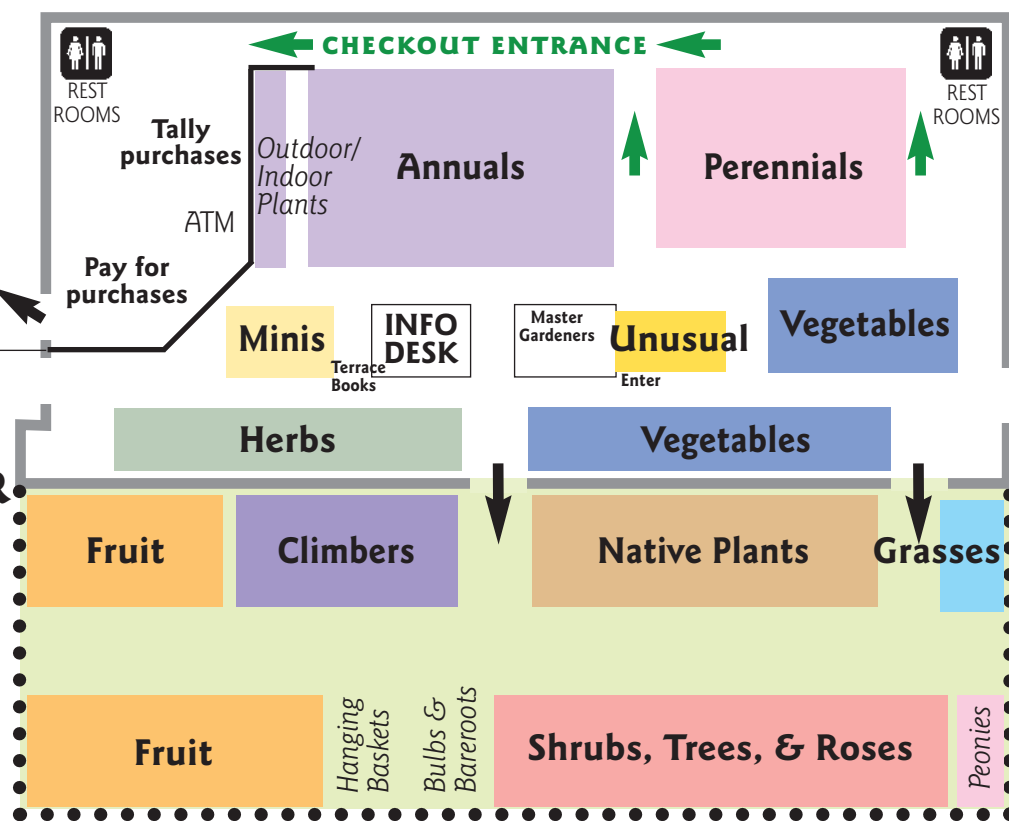 CHECKOUT ENTRANCE
REST
ROOMS
REST
ROOMS
Tally
purchases
Outdoor/
Indoor
Plants
Annuals
Perennials
ATM
Pay for
purchases
Minis
Terrace
Books
INFO
DESK
Master
Gardeners
Unusual
Enter
Vegetables
Herbs
Vegetables
R
Fruit
Climbers
Native Plants
Grasses
Fruit
Hanging
Baskets
Bulbs &
Bareroots
Shrubs, Trees, & Roses
Peonies